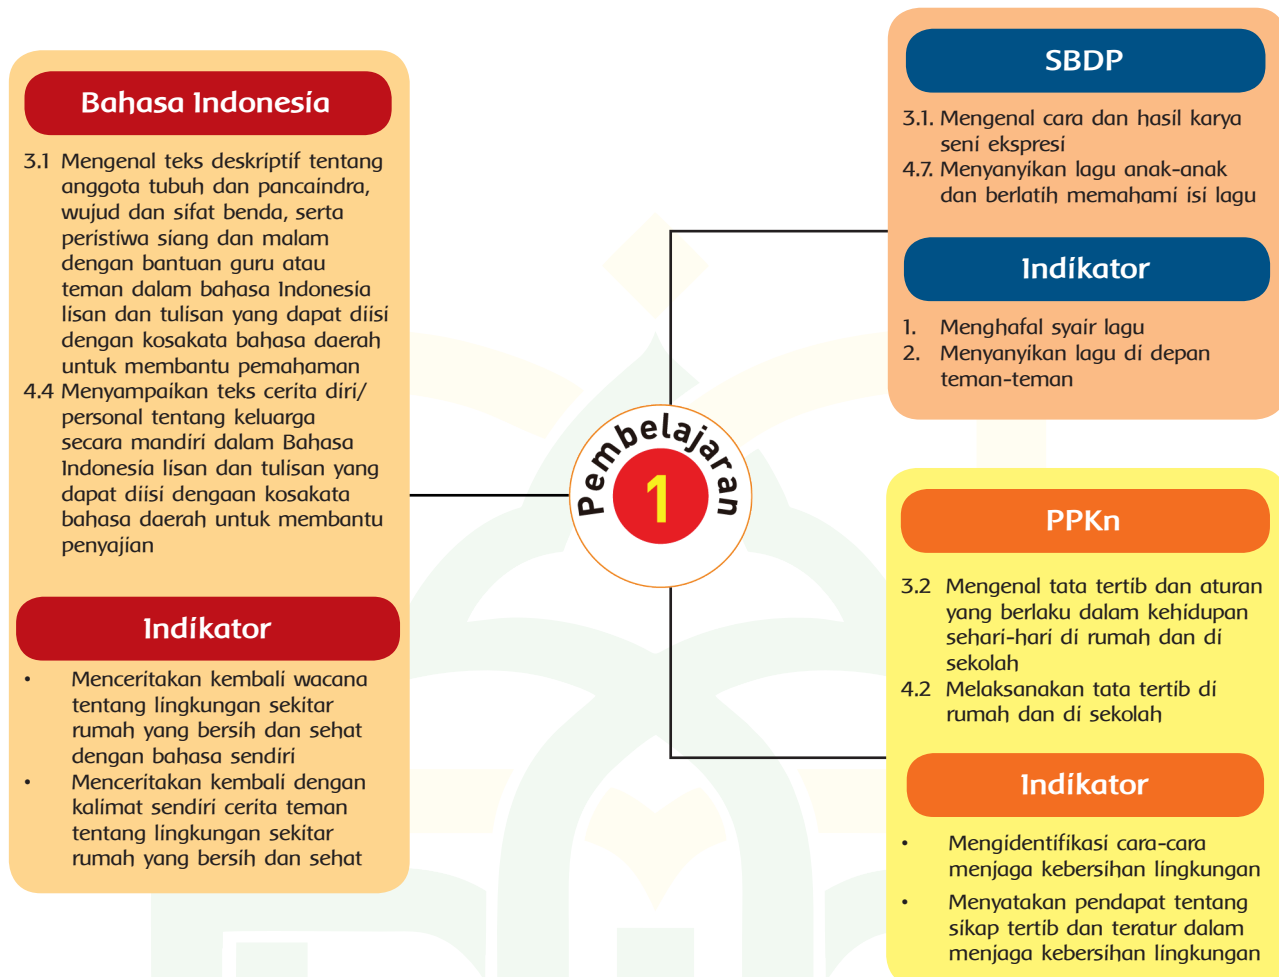 Bahasa Indonesia
3.1 Mengenal teks deskriptif tentang
anggota tubuh dan pancaindra,
wujud dan sifat benda, serta
peristiwa siang dan malam
dengan bantuan guru atau
teman dalam bahasa Indonesia
lisan dan tulisan yang dapat diisi
dengan kosakata bahasa daerah
untuk membantu pemahaman
4.4 Menyampaikan teks cerita diri/
personal tentang keluarga
secara mandiri dalam Bahasa
Indonesia lisan dan tulisan yang
dapat diisi dengaan kosakata
bahasa daerah untuk membantu
penyajian
Indikator
• Menceritakan kembali wacana
tentang lingkungan sekitar
rumah yang bersih dan sehat
dengan bahasa sendiri
• Menceritakan kembali dengan
kalimat sendiri cerita teman
tentang lingkungan sekitar
rumah yang bersih dan sehat
Pembelajaran
1
SBDP
3.1. Mengenal cara dan hasil karya
seni ekspresi
4.7. Menyanyikan lagu anak-anak
dan berlatih memahami isi lagu
Indikator
1. Menghafal syair lagu
2. Menyanyikan lagu di depan
teman-teman
PPKn
3.2 Mengenal tata tertib dan aturan
yang berlaku dalam kehidupan
sehari-hari di rumah dan di
sekolah
4.2 Melaksanakan tata tertib di
rumah dan di sekolah
Indikator
• Mengidentifikasi cara-cara
menjaga kebersihan lingkungan
• Menyatakan pendapat tentang
sikap tertib dan teratur dalam
menjaga kebersihan lingkungan